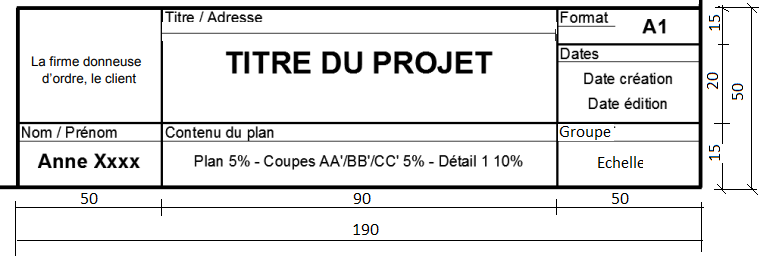 Titre / Adresse
Format
A1
15
La firme donneuse
d'ordre, le client
TITRE DU PROJET
Dates
Date création
Date édition
20
50
Nom / Prénom
Contenu du plan
Groupe
Anne Xxxx
Plan 5% - Coupes AA'/BB'/CC' 5% - Détail 1 10%
Echelle
15
50
90
50
190